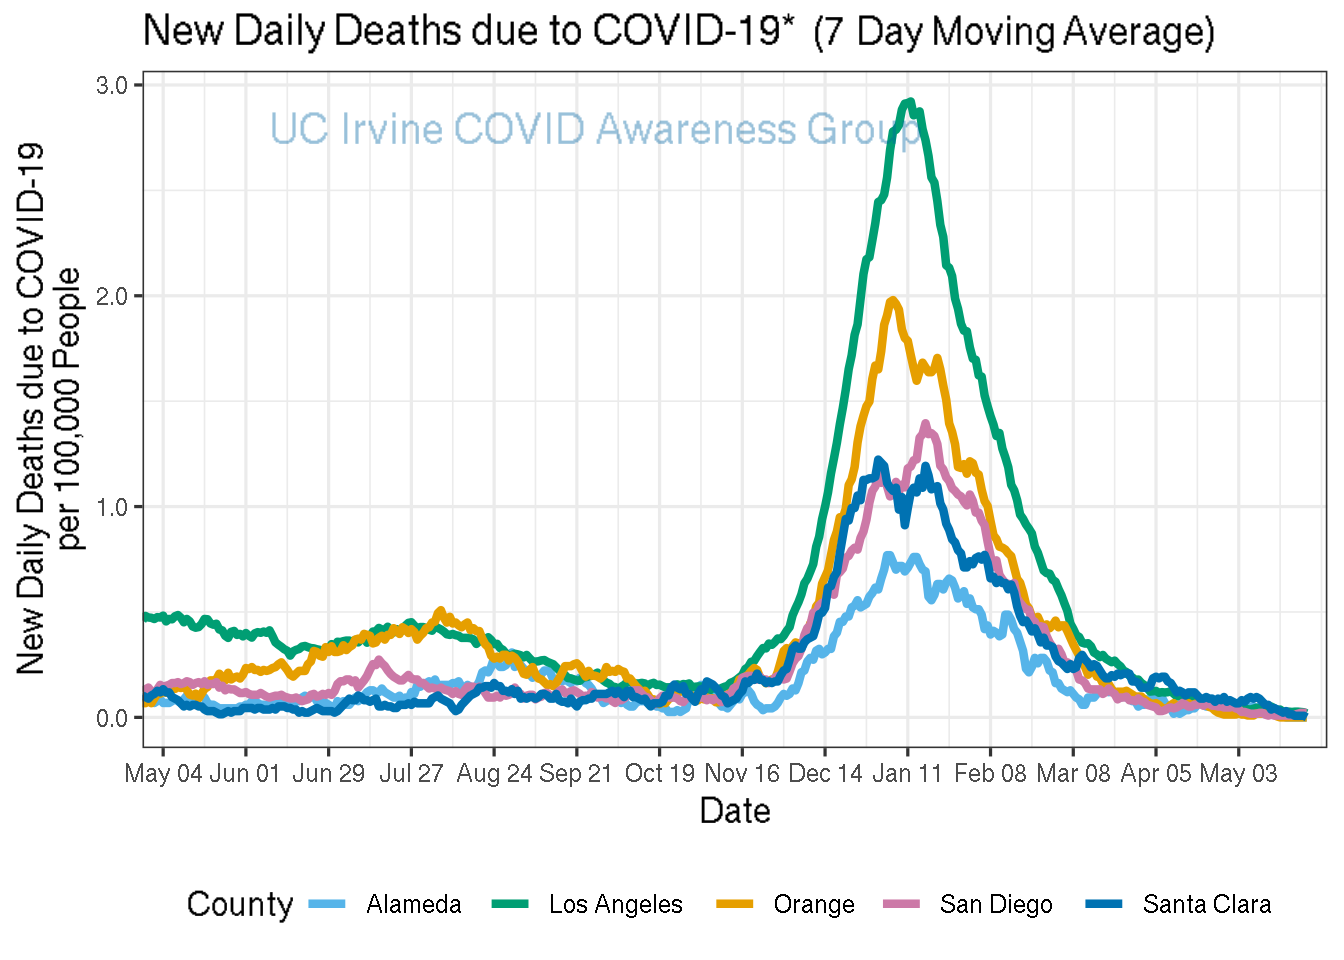 New Daily Deaths due to COVID-19* (7 Day Moving Average)
UC Irvine COVID Awareness Group
New Daily Deaths due to COVID-19
per 100,000 People
3.0
2.0
1.0
0.0
May 04 Jun 01 Jun 29 Jul 27 Aug 24 Sep 21 Oct 19 Nov 16 Dec 14 Jan 11 Feb 08 Mar 08 Apr 05 May 03
Date
County Alameda Los Angeles Orange San Diego Santa Clara